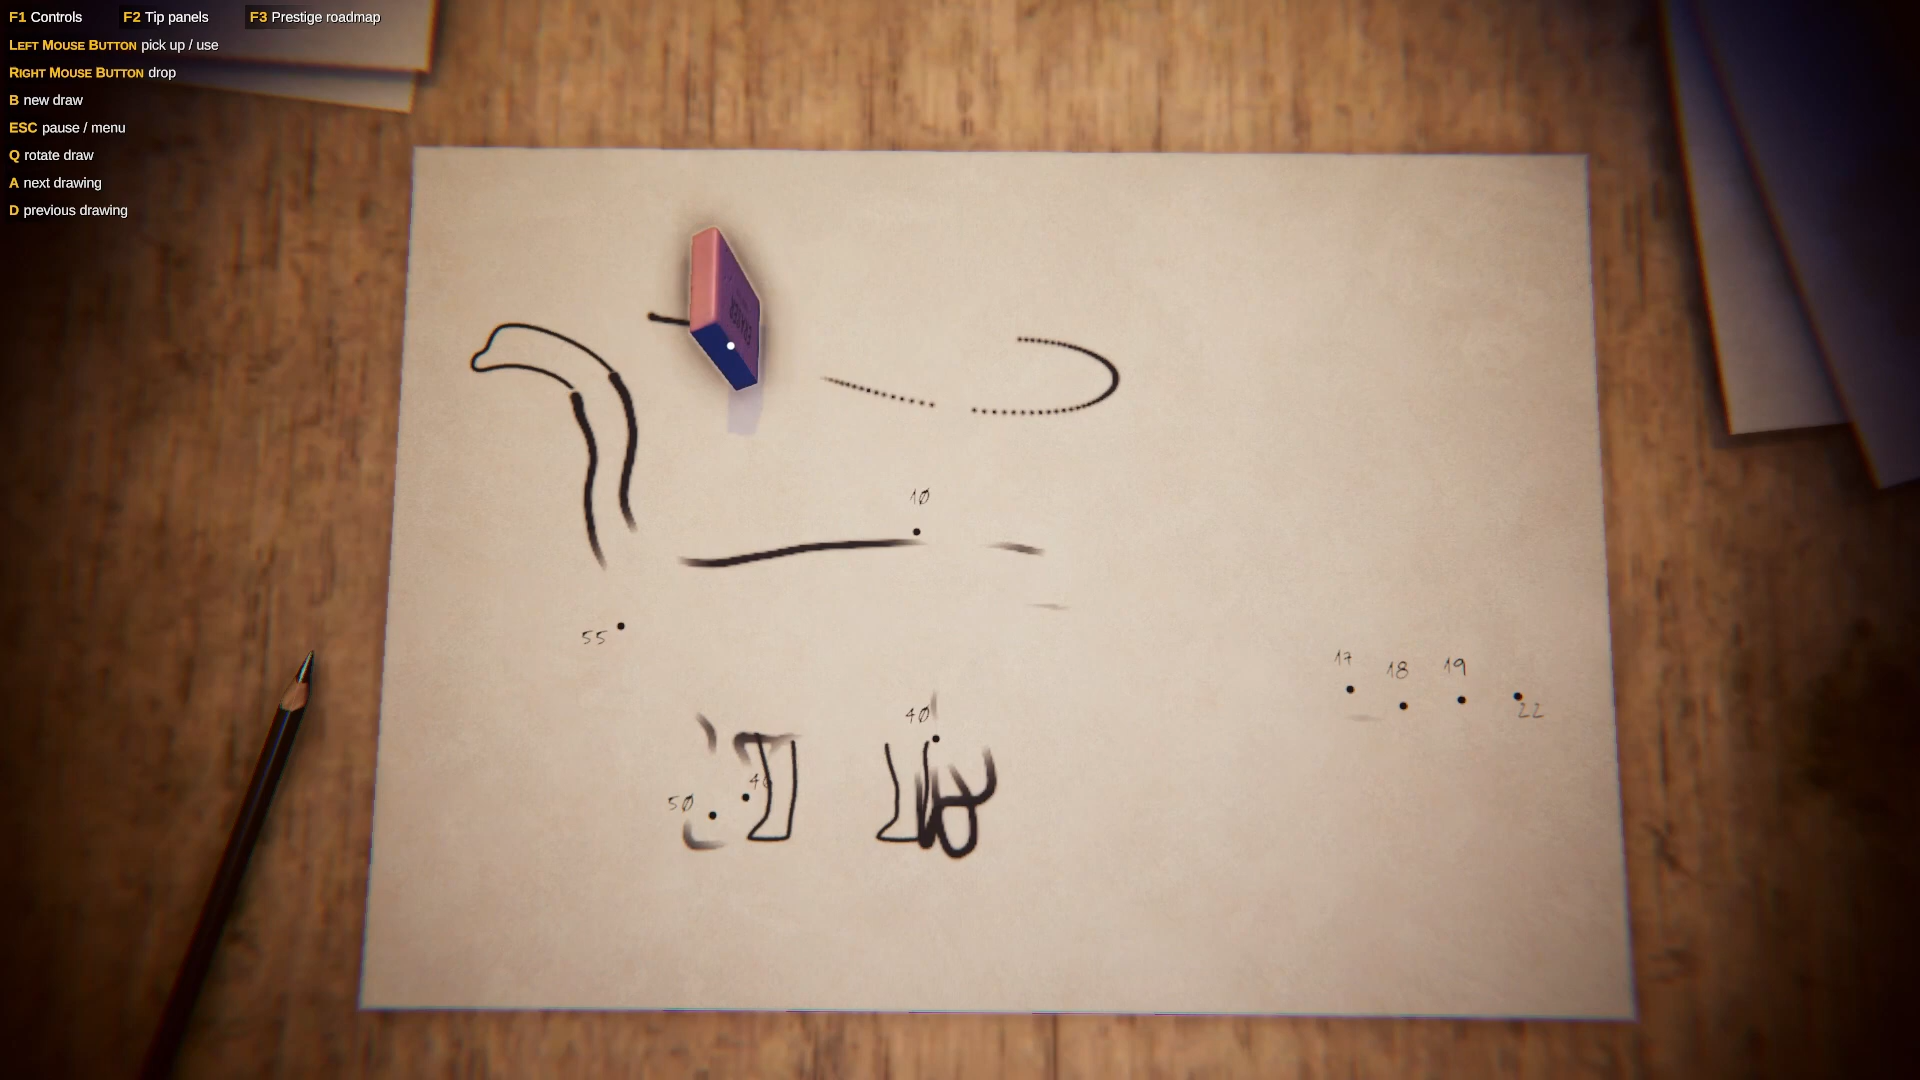 F1 Controls F2 Tip panels F3 Prestige roadmap
LEFT MOUSE BUTTON pick up / use
RIGHT MOUSE BUTTON drop
B new draw
ESC pause / menu
Q rotate draw
A next drawing
D previous drawing
ERASER
10
55
17 18 19
22
40
50